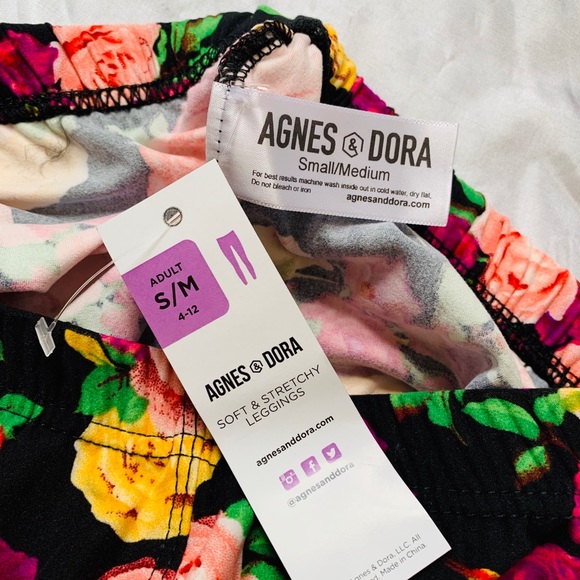 AGNES & DORA
Small/Medium
For best results machine wash inside out in cold water, dry flat.
Do not bleach or iron
agnesanddora.com
ADULT
S/M
4-12
AGNES & DORA
SOFT & STRETCHY
LEGGINGS
agnesanddora.com
@agnesanddora
Agnes & Dora, LLC. All
Made in China.